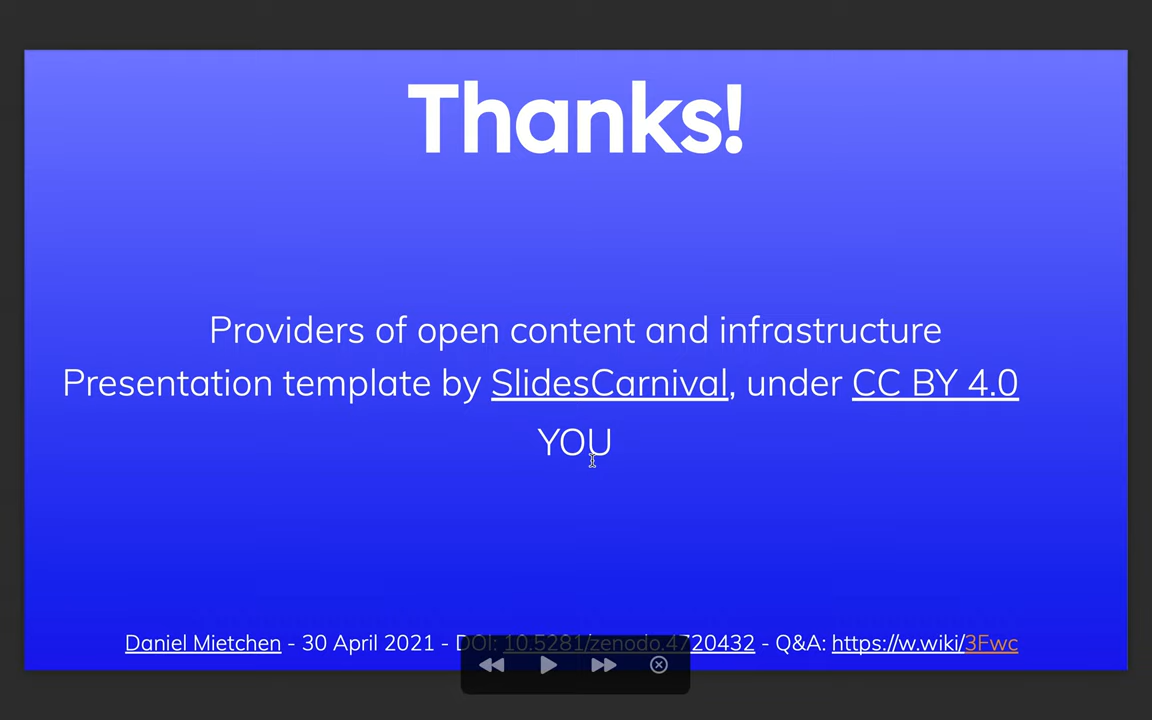 Thanks!
Providers of open content and infrastructure
Presentation template by SlidesCarnival, under CC BY 4.0
YOU
Daniel Mietchen - 30 April 2021 - DOI: 10.5281/zenodo.4720432 - Q&A: https://w.wiki/3Fwc